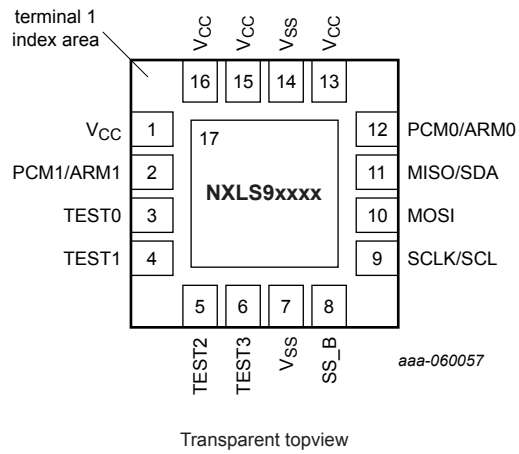 terminal 1
index area
VCC
VCC
VSS
VCC
16
15
14
13
VCC
1
PCM1/ARM1
2
TEST0
3
TEST1
4
17
NXLS9xxxx
12
PCM0/ARM0
11
MISO/SDA
10
MOSI
9
SCLK/SCL
5
6
7
8
TEST2
TEST3
VSS
SS_B
aaa-060057
Transparent topview